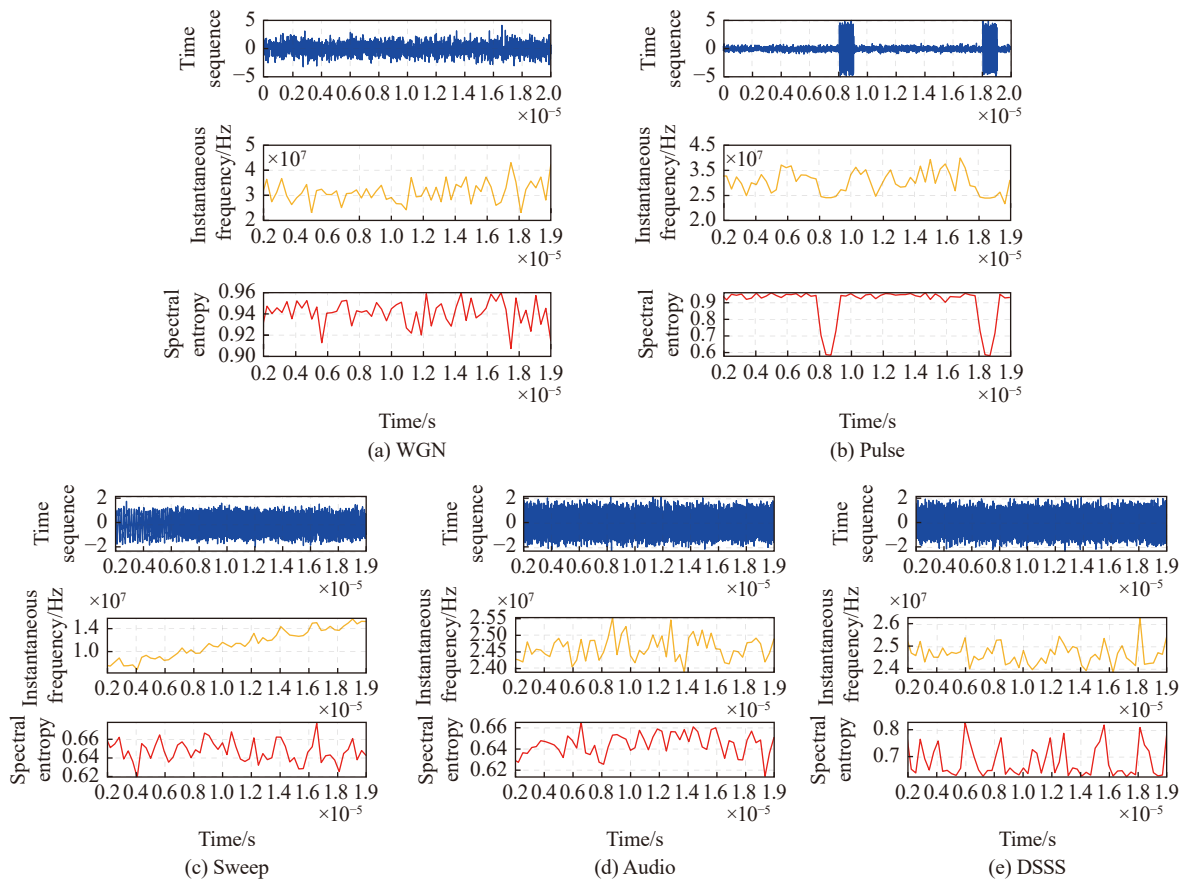 Time
sequence
5
0
−5
0 0.2 0.4 0.6 0.8 1.0 1.2 1.4 1.6 1.8 2.0
×10−5
Instantaneous
frequency/Hz
5
4
3
2
×107
0.2 0.4 0.6 0.8 1.0 1.2 1.4 1.6 1.8 1.9
×10−5
Spectral
entropy
0.96
0.94
0.92
0.90
0.2 0.4 0.6 0.8 1.0 1.2 1.4 1.6 1.8 1.9
×10−5
Time/s
(a) WGN
Time
sequence
5
0
−5
0 0.2 0.4 0.6 0.8 1.0 1.2 1.4 1.6 1.8 2.0
×10−5
Instantaneous
frequency/Hz
4.5
3.5
2.5
2.0
×107
0.2 0.4 0.6 0.8 1.0 1.2 1.4 1.6 1.8 1.9
×10−5
Spectral
entropy
0.9
0.8
0.7
0.6
0.2 0.4 0.6 0.8 1.0 1.2 1.4 1.6 1.8 1.9
×10−5
Time/s
(b) Pulse
Time
sequence
2
0
−2
0.2 0.4 0.6 0.8 1.0 1.2 1.4 1.6 1.8 1.9
×10−5
Instantaneous
frequency/Hz
×107
1.4
1.0
0.2 0.4 0.6 0.8 1.0 1.2 1.4 1.6 1.8 1.9
×10−5
Spectral
entropy
0.66
0.64
0.62
0.2 0.4 0.6 0.8 1.0 1.2 1.4 1.6 1.8 1.9
×10−5
Time/s
(c) Sweep
Time
sequence
2
0
−2
0.2 0.4 0.6 0.8 1.0 1.2 1.4 1.6 1.8 1.9
×10−5
Instantaneous
frequency/Hz
×107
2.55
2.50
2.45
2.40
0.2 0.4 0.6 0.8 1.0 1.2 1.4 1.6 1.8 1.9
×10−5
Spectral
entropy
0.66
0.64
0.62
0.2 0.4 0.6 0.8 1.0 1.2 1.4 1.6 1.8 1.9
×10−5
Time/s
(d) Audio
Time
sequence
2
0
−2
0.2 0.4 0.6 0.8 1.0 1.2 1.4 1.6 1.8 1.9
×10−5
Instantaneous
frequency/Hz
×107
2.6
2.5
2.4
0.2 0.4 0.6 0.8 1.0 1.2 1.4 1.6 1.8 1.9
×10−5
Spectral
entropy
0.8
0.7
0.2 0.4 0.6 0.8 1.0 1.2 1.4 1.6 1.8 1.9
×10−5
Time/s
(e) DSSS